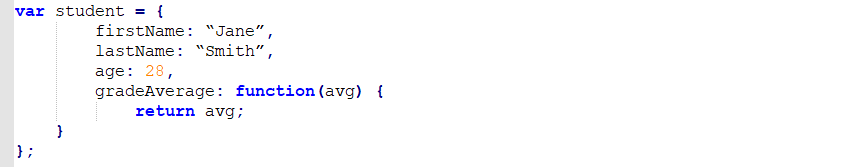 var student = {
firstName: “Jane”,
lastName: “Smith”,
age: 28,
gradeAverage: function(avg) {
return avg;
}
};